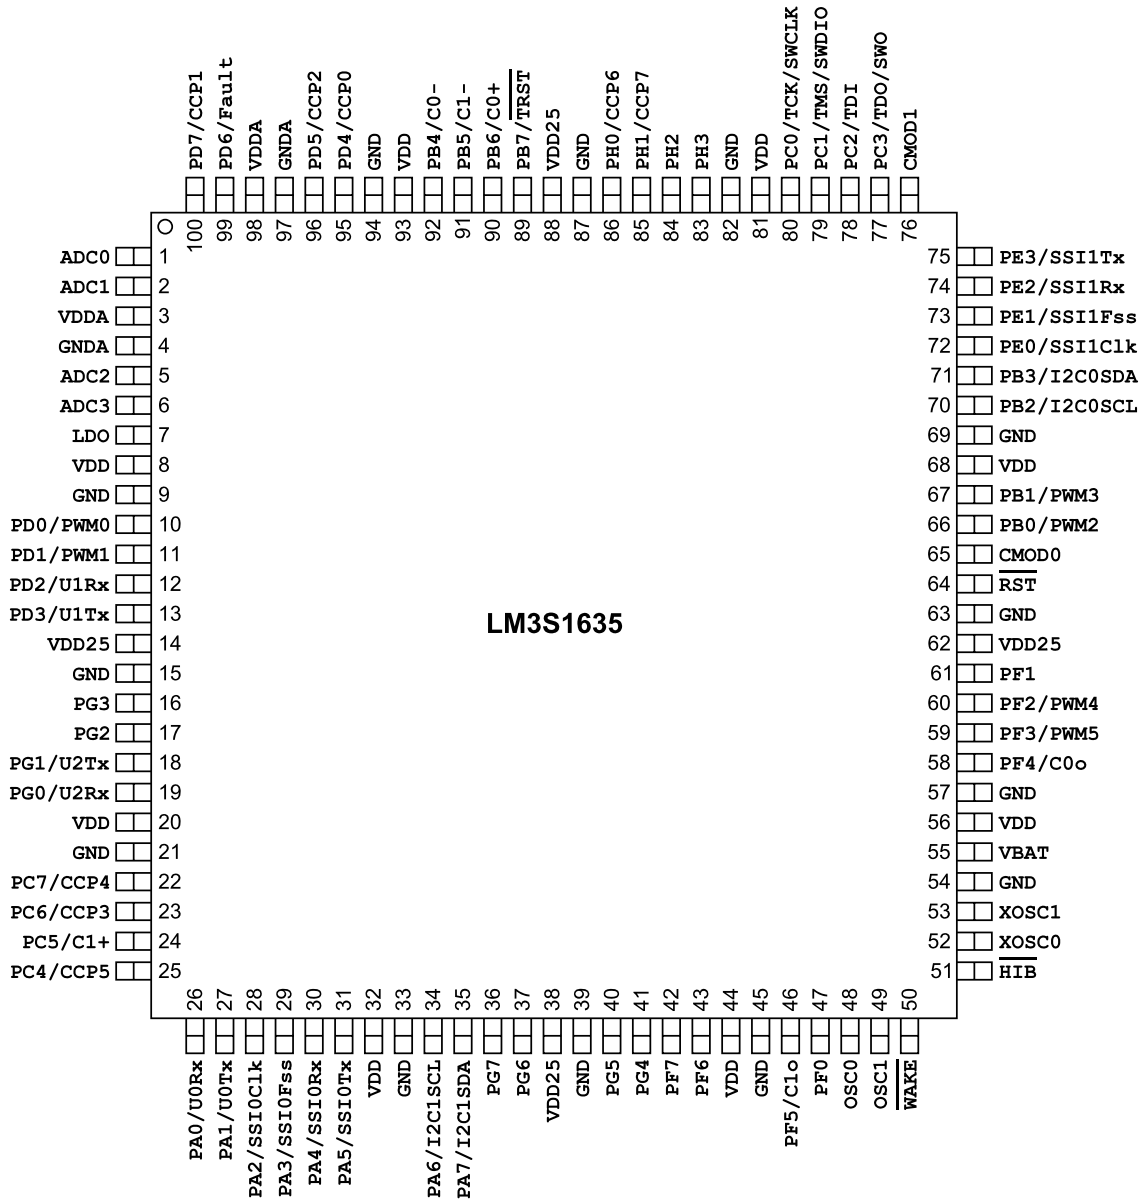 PD7/CCP1
PD6/Fault
VDDA
GNDA
PD5/CCP2
PD4/CCP0
GND
VDD
PB4/C0-
PB5/C1-
PB6/C0+
PB7/TRST
VDD25
GND
PH0/CCP6
PH1/CCP7
PH2
PH3
GND
VDD
PC0/TCK/SWCLK
PC1/TMS/SWDIO
PC2/TDI
PC3/TDO/SWO
CMOD1
100 99 98 97 96 95 94 93 92 91 90 89 88 87 86 85 84 83 82 81 80 79 78 77 76
ADC0 1 75 PE3/SSI1Tx
ADC1 2 74 PE2/SSI1Rx
VDDA 3 73 PE1/SSI1Fss
GNDA 4 72 PE0/SSI1Clk
ADC2 5 71 PB3/I2C0SDA
ADC3 6 70 PB2/I2C0SCL
LDO 7 69 GND
VDD 8 68 VDD
GND 9 67 PB1/PWM3
PD0/PWM0 10 66 PB0/PWM2
PD1/PWM1 11 65 CMOD0
PD2/U1Rx 12 64 RST
PD3/U1Tx 13 63 GND
LM3S1635
VDD25 14 62 VDD25
GND 15 61 PF1
PG3 16 60 PF2/PWM4
PG2 17 59 PF3/PWM5
PG1/U2Tx 18 58 PF4/C0o
PG0/U2Rx 19 57 GND
VDD 20 56 VDD
GND 21 55 VBAT
PC7/CCP4 22 54 GND
PC6/CCP3 23 53 XOSC1
PC5/C1+ 24 52 XOSC0
PC4/CCP5 25 51 HIB
26 27 28 29 30 31 32 33 34 35 36 37 38 39 40 41 42 43 44 45 46 47 48 49 50
PA0/U0Rx
PA1/U0Tx
PA2/SSI0Clk
PA3/SSI0Fss
PA4/SSI0Rx
PA5/SSI0Tx
VDD
GND
PA6/I2C1SCL
PA7/I2C1SDA
PG7
PG6
VDD25
GND
PG5
PG4
PF7
PF6
VDD
GND
PF5/C1o
PF0
OSC0
OSC1
WAKE